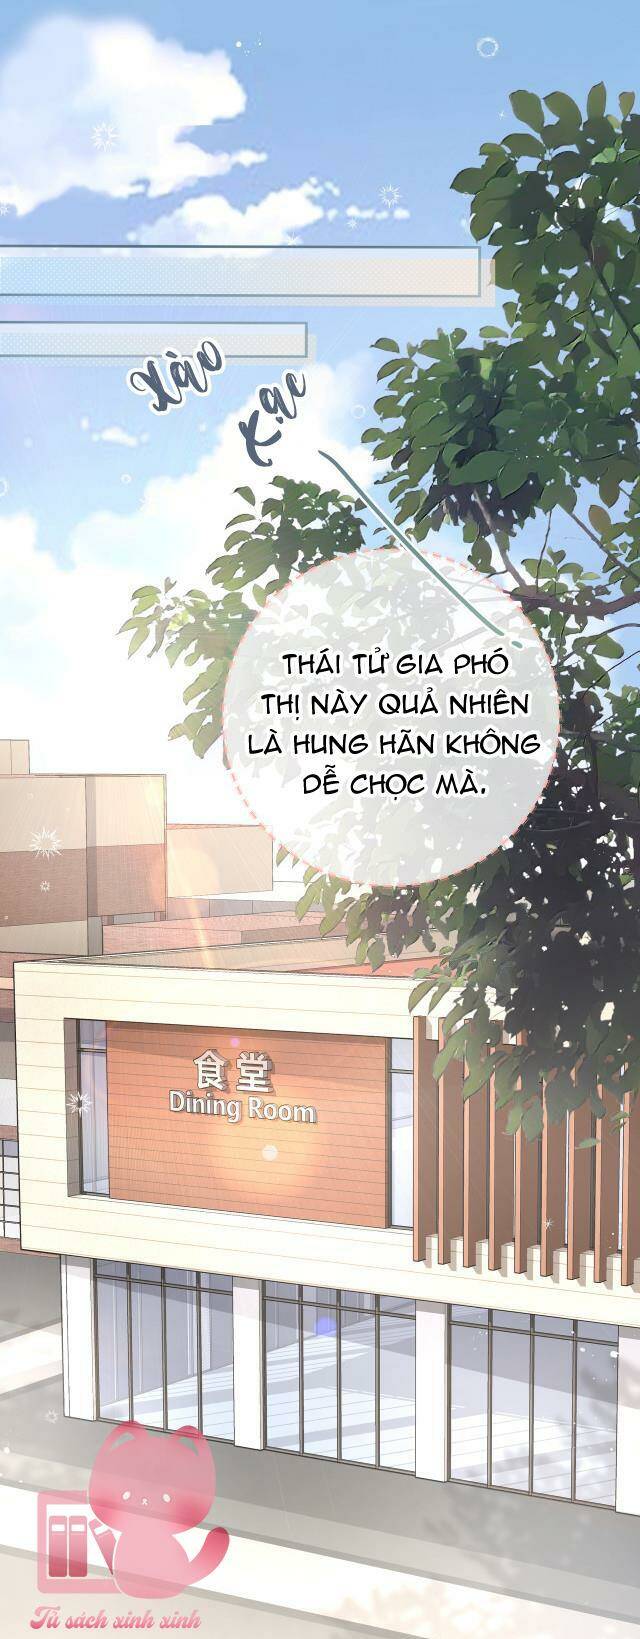 Xào
Xạc
THÁI TỬ GIA PHÓ
THỊ NÀY QUẢ NHIÊN
LÀ HUNG HÃN KHÔNG
DỄ CHỌC MÀ.
食堂
Dining Room
Tủ sách xinh xinh